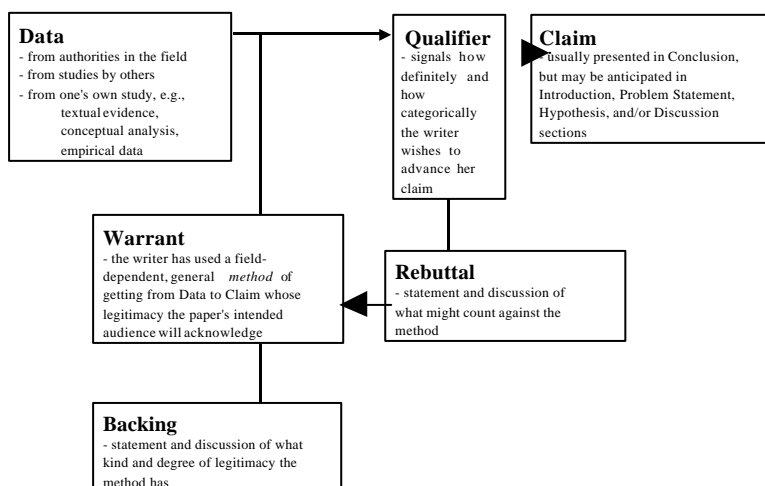 Data
- from authorities in the field
- from studies by others
- from one's own study, e.g.,
textual evidence,
conceptual analysis,
empirical data
Qualifier
- signals how
definitely and
how
categorically
the writer
wishes to
advance her
claim
Claim
- usually presented in Conclusion,
but may be anticipated in
Introduction, Problem Statement,
Hypothesis, and/or Discussion
sections
Warrant
- the writer has used a field-
dependent, general method of
getting from Data to Claim whose
legitimacy the paper's intended
audience will acknowledge
Rebuttal
- statement and discussion of
what might count against the
method
Backing
- statement and discussion of what
kind and degree of legitimacy the
method has